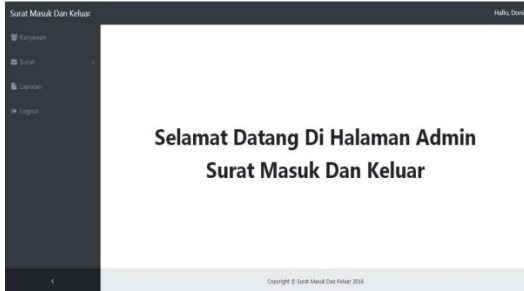 Surat Masuk Dan Keluar
Hallo, Doni
Karyawan
Surat
Laporan
Logout
Selamat Datang Di Halaman Admin
Surat Masuk Dan Keluar
Copyright © Surat Masuk Dan Keluar 2018